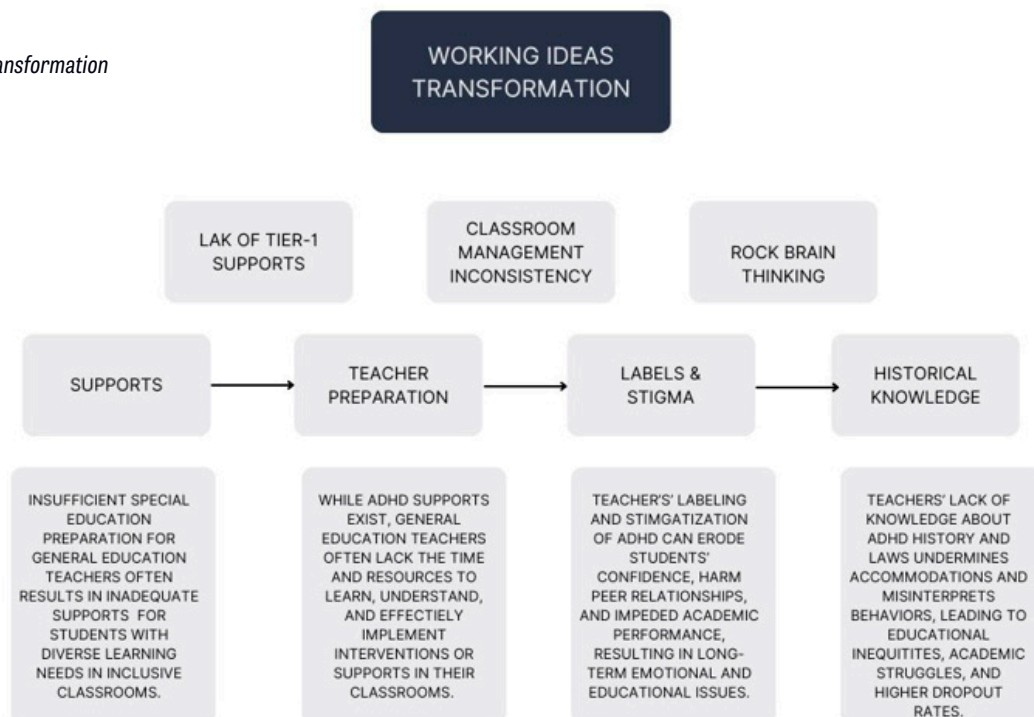 ansformation
WORKING IDEAS
TRANSFORMATION
LAK OF TIER-1
SUPPORTS
CLASSROOM
MANAGEMENT
INCONSISTENCY
ROCK BRAIN
THINKING
SUPPORTS
TEACHER
PREPARATION
LABELS &
STIGMA
HISTORICAL
KNOWLEDGE
INSUFFICIENT SPECIAL
EDUCATION
PREPARATION FOR
GENERAL EDUCATION
TEACHERS OFTEN
RESULTS IN INADEQUATE
SUPPORTS FOR
STUDENTS WITH
DIVERSE LEARNING
NEEDS IN INCLUSIVE
CLASSROOMS.
WHILE ADHD SUPPORTS
EXIST, GENERAL
EDUCATION TEACHERS
OFTEN LACK THE TIME
AND RESOURCES TO
LEARN, UNDERSTAND,
AND EFFECTIELY
IMPLEMENT
INTERVENTIONS OR
SUPPORTS IN THEIR
CLASSROOMS.
TEACHER'S' LABELING
AND STIMGATIZATION
OF ADHD CAN ERODE
STUDENTS'
CONFIDENCE, HARM
PEER RELATIONSHIPS,
AND IMPEDED ACADEMIC
PERFORMANCE,
RESULTING IN LONG-
TERM EMOTIONAL AND
EDUCATIONAL ISSUES.
TEACHERS' LACK OF
KNOWLEDGE ABOUT
ADHD HISTORY AND
LAWS UNDERMINES
ACCOMMODATIONS AND
MISINTERPRETS
BEHAVIORS, LEADING TO
EDUCATIONAL
INEQUTITES, ACADEMIC
STRUGGLES, AND
HIGHER DROPOUT
RATES.